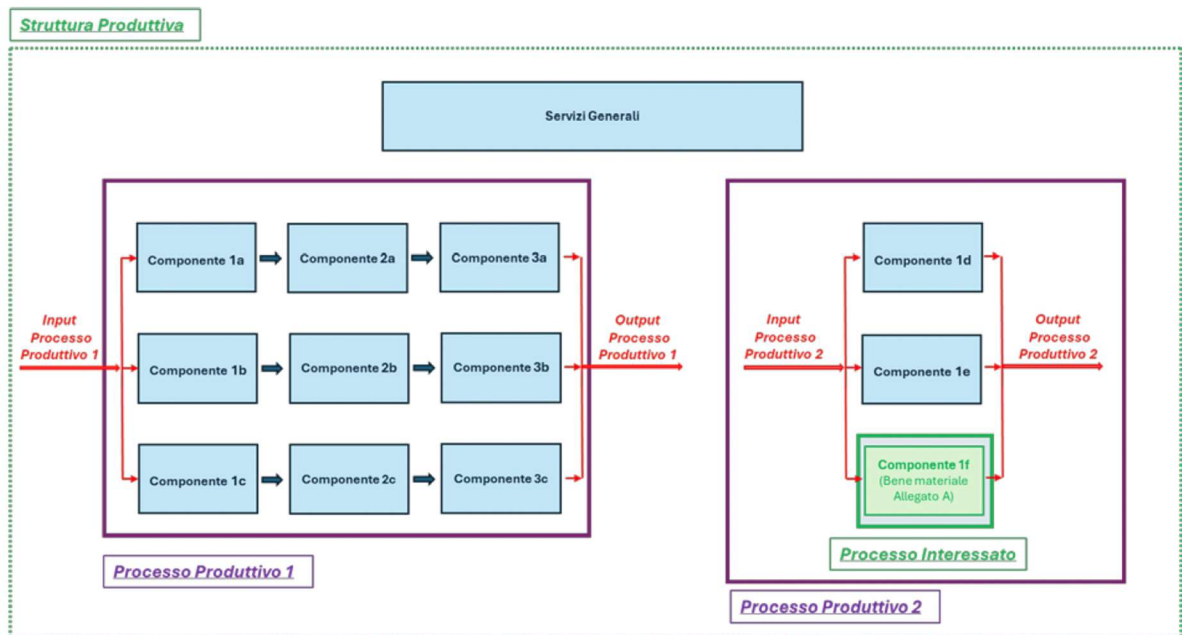 Struttura Produttiva
Servizi Generali
Componente 1a
Componente 2a
Componente 3a
Input
Processo
Produttivo 1
Componente 1b
Componente 2b
Componente 3b
Output
Processo
Produttivo 1
Componente 1c
Componente 2c
Componente 3c
Processo Produttivo 1
Componente 1d
Input
Processo
Produttivo 2
Componente 1e
Output
Processo
Produttivo 2
Componente 1f
(Bene materiale
Allegato A)
Processo Interessato
Processo Produttivo 2